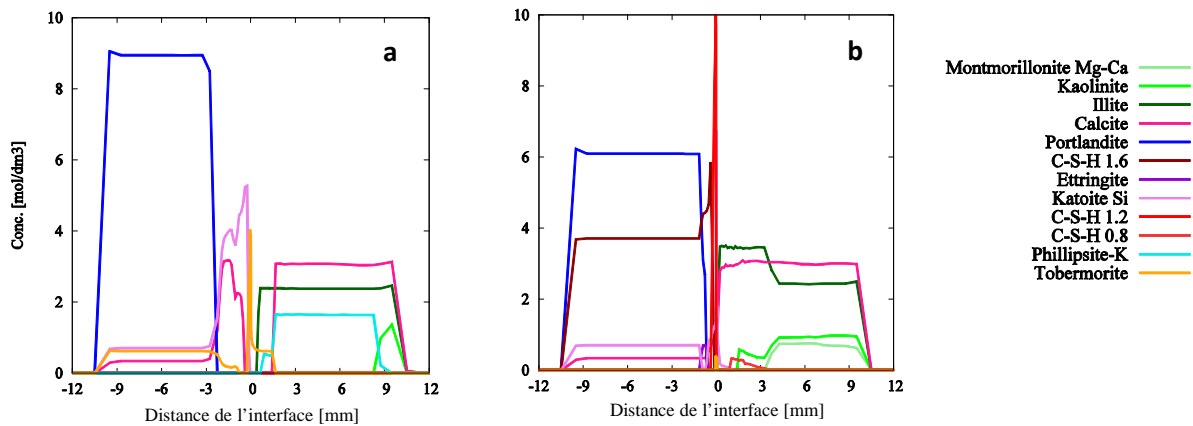 a
Conc. [mol/dm3]
10
8
6
4
2
0
-12 -9 -6 -3 0 3 6 9 12
Distance de l'interface [mm]
b
10
8
6
4
2
0
-12 -9 -6 -3 0 3 6 9 12
Distance de l'interface [mm]
Montmorillonite Mg-Ca
Kaolinite
Illite
Calcite
Portlandite
C-S-H 1.6
Ettringite
Katoite Si
C-S-H 1.2
C-S-H 0.8
Phillipsite-K
Tobermorite